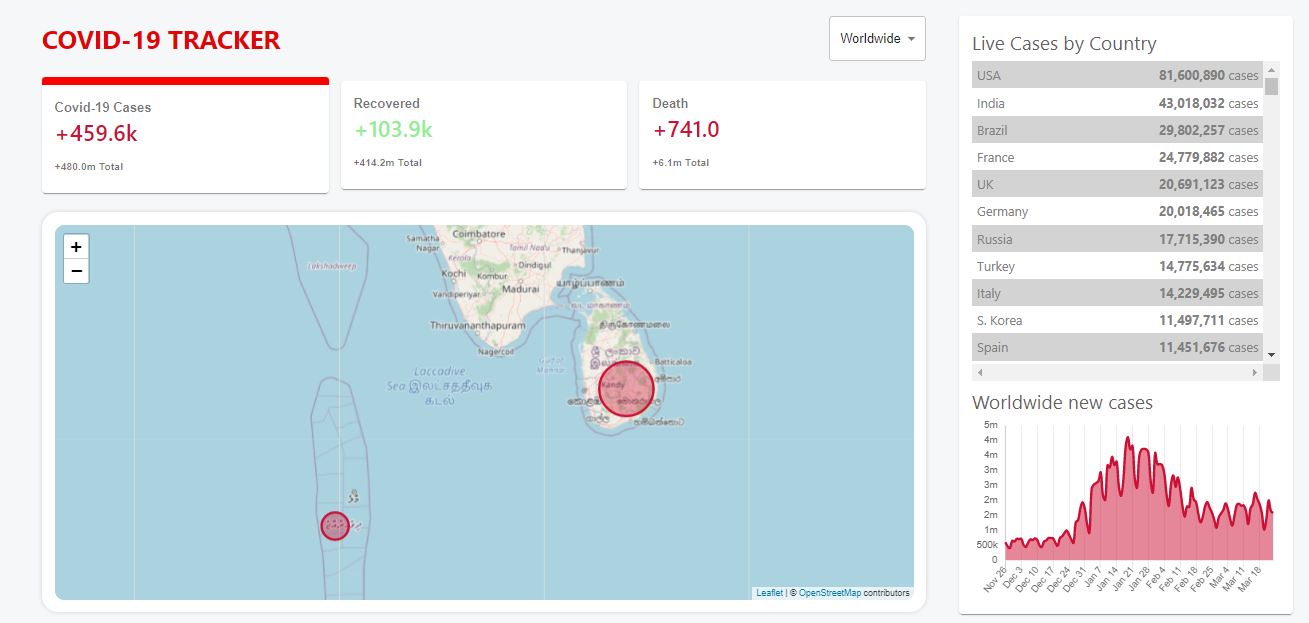 COVID-19 TRACKER
Worldwide
Covid-19 Cases
+459.6k
+480.0m Total
Recovered
+103.9k
+414.2m Total
Death
+741.0
+6.1m Total
+
−
Lakshadweep
Samatha
Nagar
Coimbatore
Tamil Nadu
Thanjavur
Kerala
Kochi
Kombur
Dindigul
Vandiperiyar
Madurai
யாழ்ப்பாணம்
வட மாகாணம்
Thiruvananthapuram
திருகோணமலை
Nagercoil
Gulf of
Mannar
Batticaloa
Laccadive
Sea இலட்சத்தீவுக்
கடல்
Kandy
Leaflet | © OpenStreetMap contributors
Live Cases by Country
USA 81,600,890 cases
India 43,018,032 cases
Brazil 29,802,257 cases
France 24,779,882 cases
UK 20,691,123 cases
Germany 20,018,465 cases
Russia 17,715,390 cases
Turkey 14,775,634 cases
Italy 14,229,495 cases
S. Korea 11,497,711 cases
Spain 11,451,676 cases
Worldwide new cases
5m
4m
4m
3m
3m
2m
2m
1m
500k
0
Nov 26 Dec 3 Dec 10 Dec 17 Dec 24 Dec 31 Jan 7 Jan 14 Jan 21 Jan 28 Feb 4 Feb 11 Feb 18 Feb 25 Mar 4 Mar 11 Mar 18